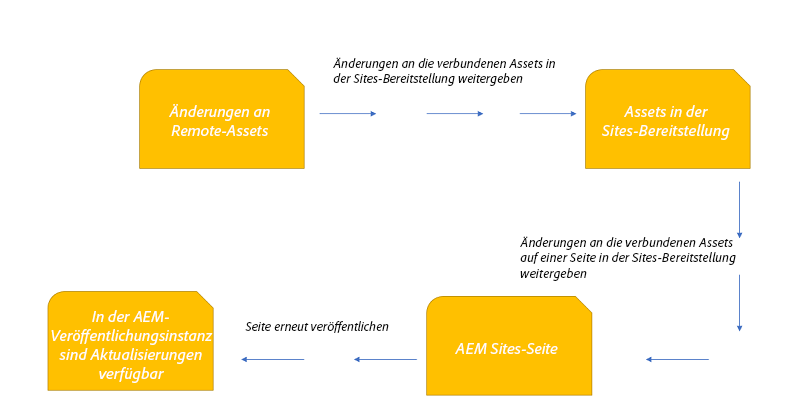 Änderungen an die verbundenen Assets in
der Sites-Bereitstellung weitergeben
Änderungen an
Remote-Assets
Assets in der
Sites-Bereitstellung
Änderungen an die verbundenen Assets
auf einer Seite in der Sites-Bereitstellung
weitergeben
AEM Sites-Seite
Seite erneut veröffentlichen
In der AEM-
Veröffentlichungsinstanz
sind Aktualisierungen
verfügbar